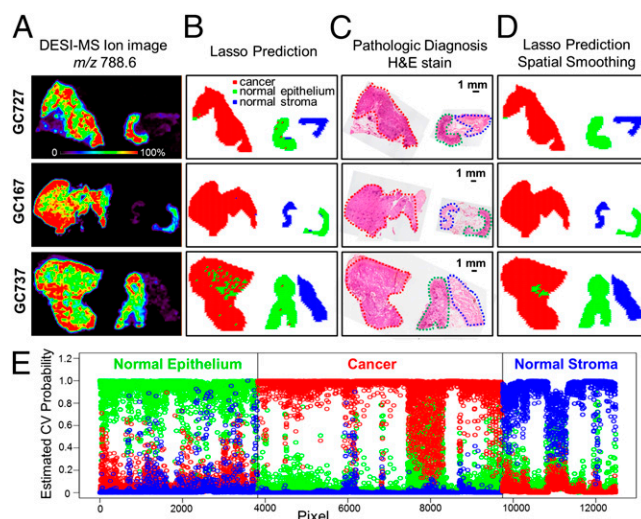 A
B
C
D
DESI-MS Ion image
m/z 788.6
Lasso Prediction
Pathologic Diagnosis
H&E stain
Lasso Prediction
Spatial Smoothing
GC727
0
100%
cancer
normal epithelium
normal stroma
1 mm
GC167
1 mm
GC737
1 mm
E
Normal Epithelium
Cancer
Normal Stroma
Estimated CV Probability
1.2
1.0
0.8
0.6
0.4
0.2
0
0
2000
4000
6000
8000
10000
12000
Pixel